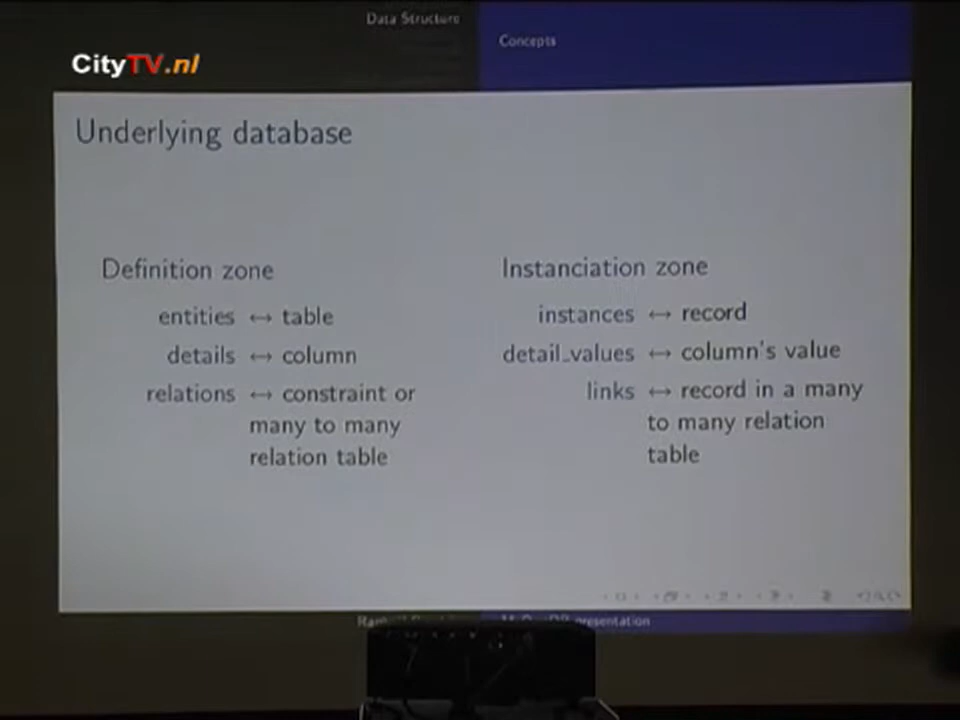 Data Structure
Concepts
CityTV.nl
Underlying database
Definition zone
entities ↔ table
details ↔ column
relations ↔ constraint or
many to many
relation table
Instanciation zone
instances ↔ record
detail_values ↔ column's value
links ↔ record in a many
to many relation
table